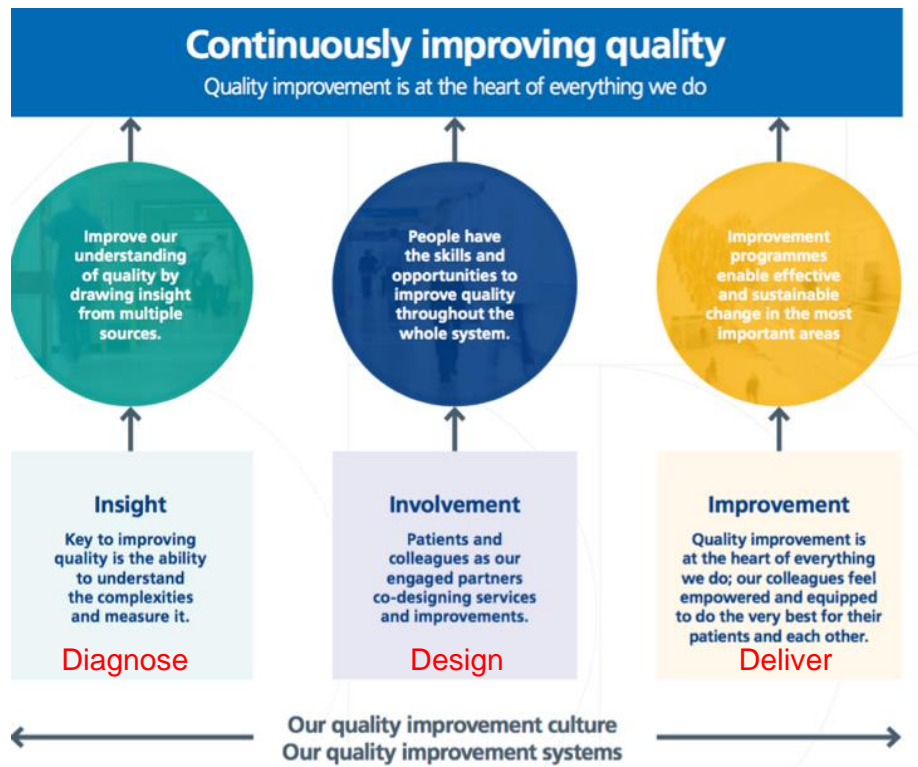 Continuously improving quality
Quality improvement is at the heart of everything we do
Improve our
understanding
of quality by
drawing insight
from multiple
sources.
People have
the skills and
opportunities to
improve quality
throughout the
whole system.
Improvement
programmes
enable effective
and sustainable
change in the most
important areas
Insight
Key to improving
quality is the ability
to understand
the complexities
and measure it.
Diagnose
Involvement
Patients and
colleagues as our
engaged partners
co-designing services
and improvements.
Design
Improvement
Quality improvement is
at the heart of everything
we do; our colleagues feel
empowered and equipped
to do the very best for their
patients and each other.
Deliver
Our quality improvement culture
Our quality improvement systems